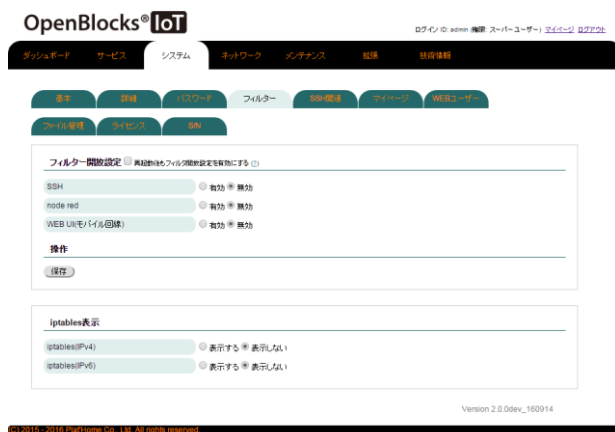 OpenBlocks® IoT
ログイン ID: admin (権限: スーパーユーザー) マイページ ログアウト
ダッシュボード サービス システム ネットワーク メンテナンス 拡張 技術情報
基本 詳細 パスワード フィルター SSH関連 マイページ WEBユーザー
ファイル管理 ライセンス S/N
フィルター開放設定 再起動後もフィルタ開放設定を有効にする (?)
SSH 有効 無効
node red 有効 無効
WEB UI(モバイル回線) 有効 無効
操作
保存
iptables表示
iptables(IPv4) 表示する 表示しない
iptables(IPv6) 表示する 表示しない
Version 2.0.0dev_160914
(C) 2015 - 2016 Plat'Home Co., Ltd. All rights reserved.